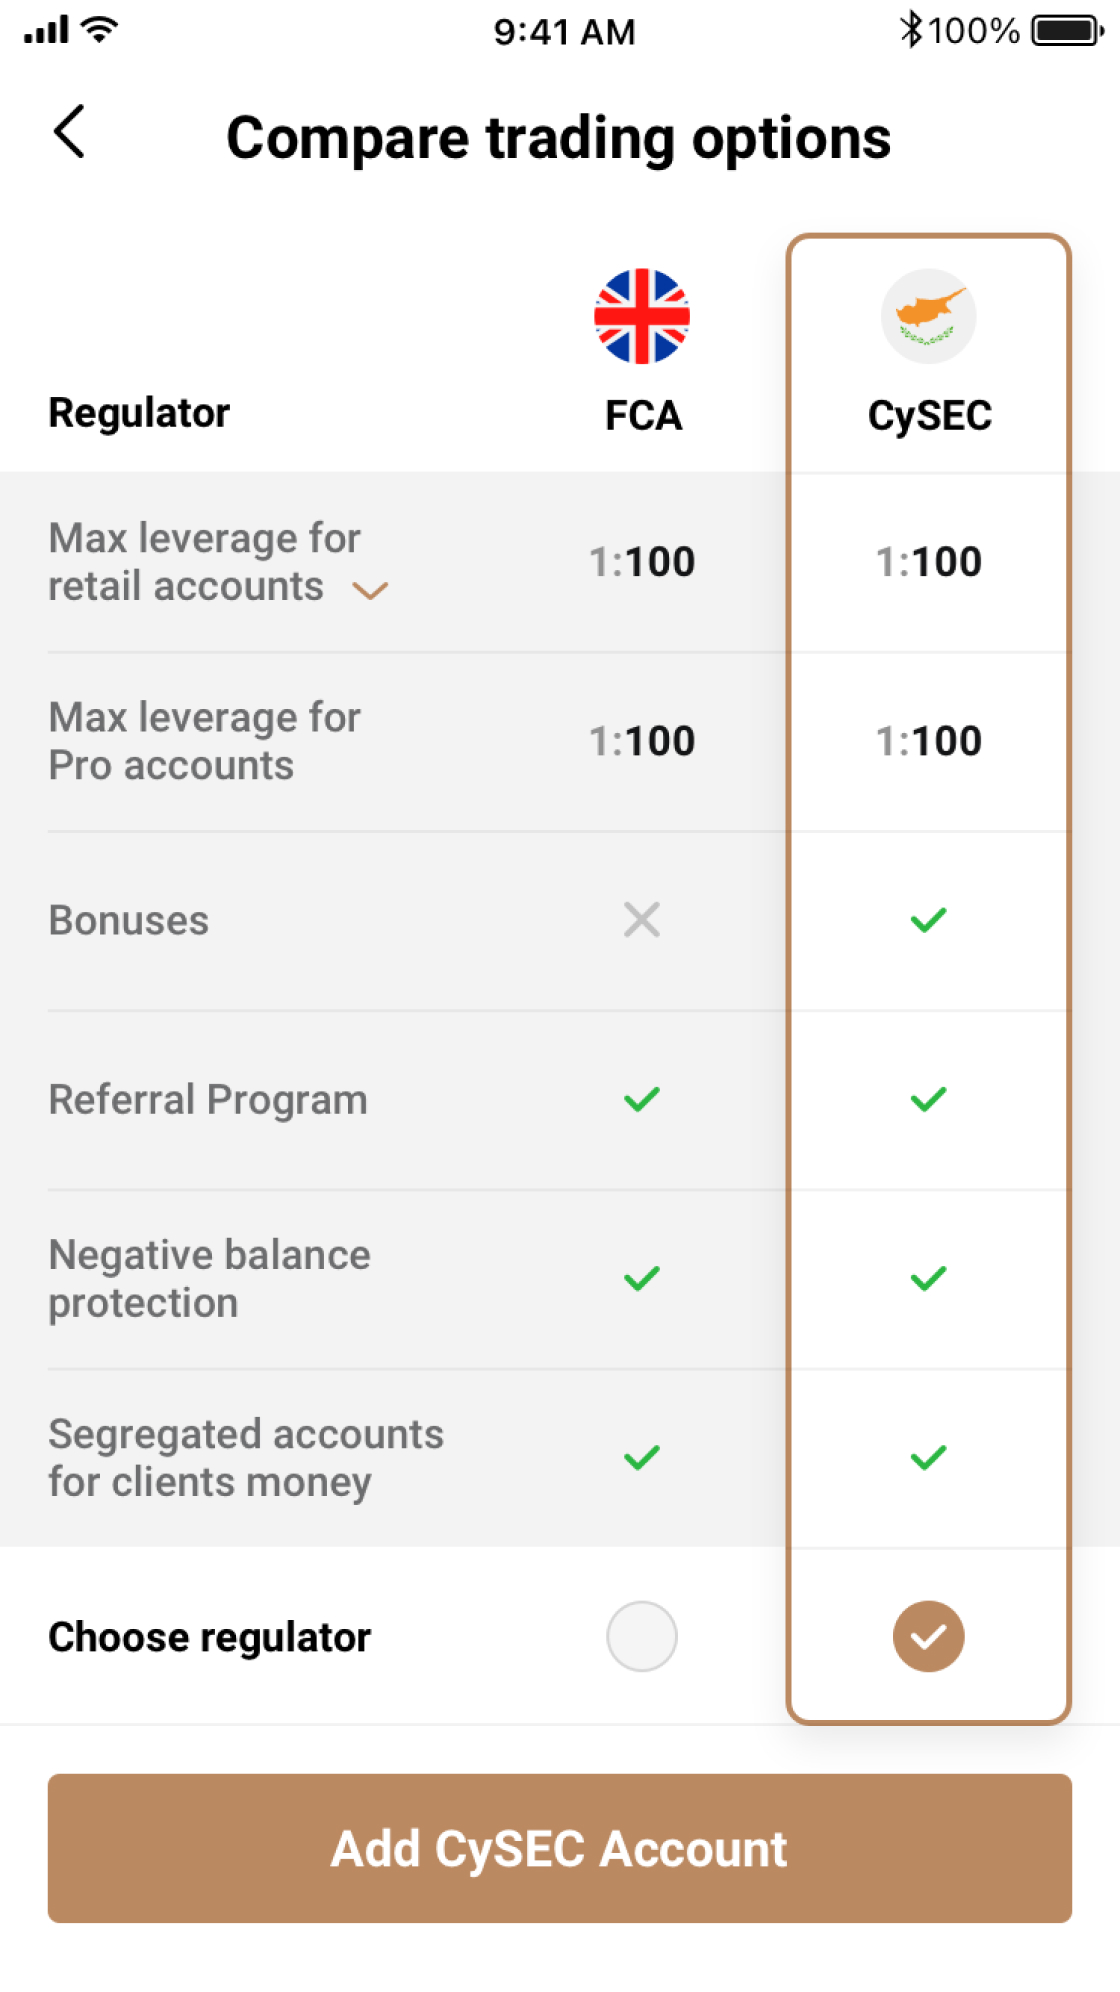 9:41 AM
100%
Compare trading options
Regulator
FCA
CySEC
Max leverage for
retail accounts
1:100
1:100
Max leverage for
Pro accounts
1:100
1:100
Bonuses
Referral Program
Negative balance
protection
Segregated accounts
for clients money
Choose regulator
Add CySEC Account